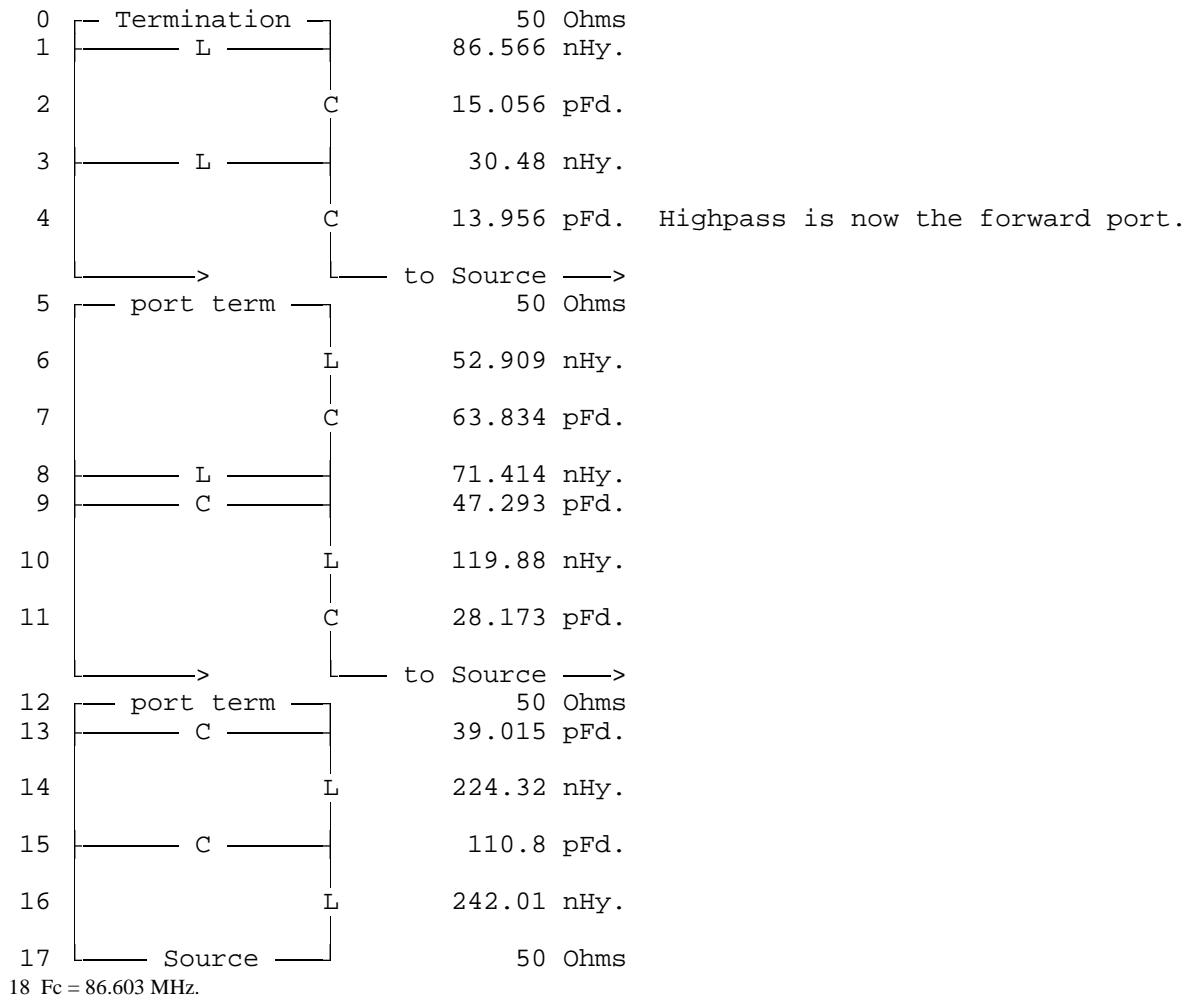 0 Termination 50 Ohms
1 L 86.566 nHy.
2 C 15.056 pFd.
3 L 30.48 nHy.
4 C 13.956 pFd. Highpass is now the forward port.
> to Source >
5 port term 50 Ohms
6 L 52.909 nHy.
7 C 63.834 pFd.
8 L 71.414 nHy.
9 C 47.293 pFd.
10 L 119.88 nHy.
11 C 28.173 pFd.
> to Source >
12 port term 50 Ohms
13 C 39.015 pFd.
14 L 224.32 nHy.
15 C 110.8 pFd.
16 L 242.01 nHy.
17 Source 50 Ohms
18 Fc = 86.603 MHz.